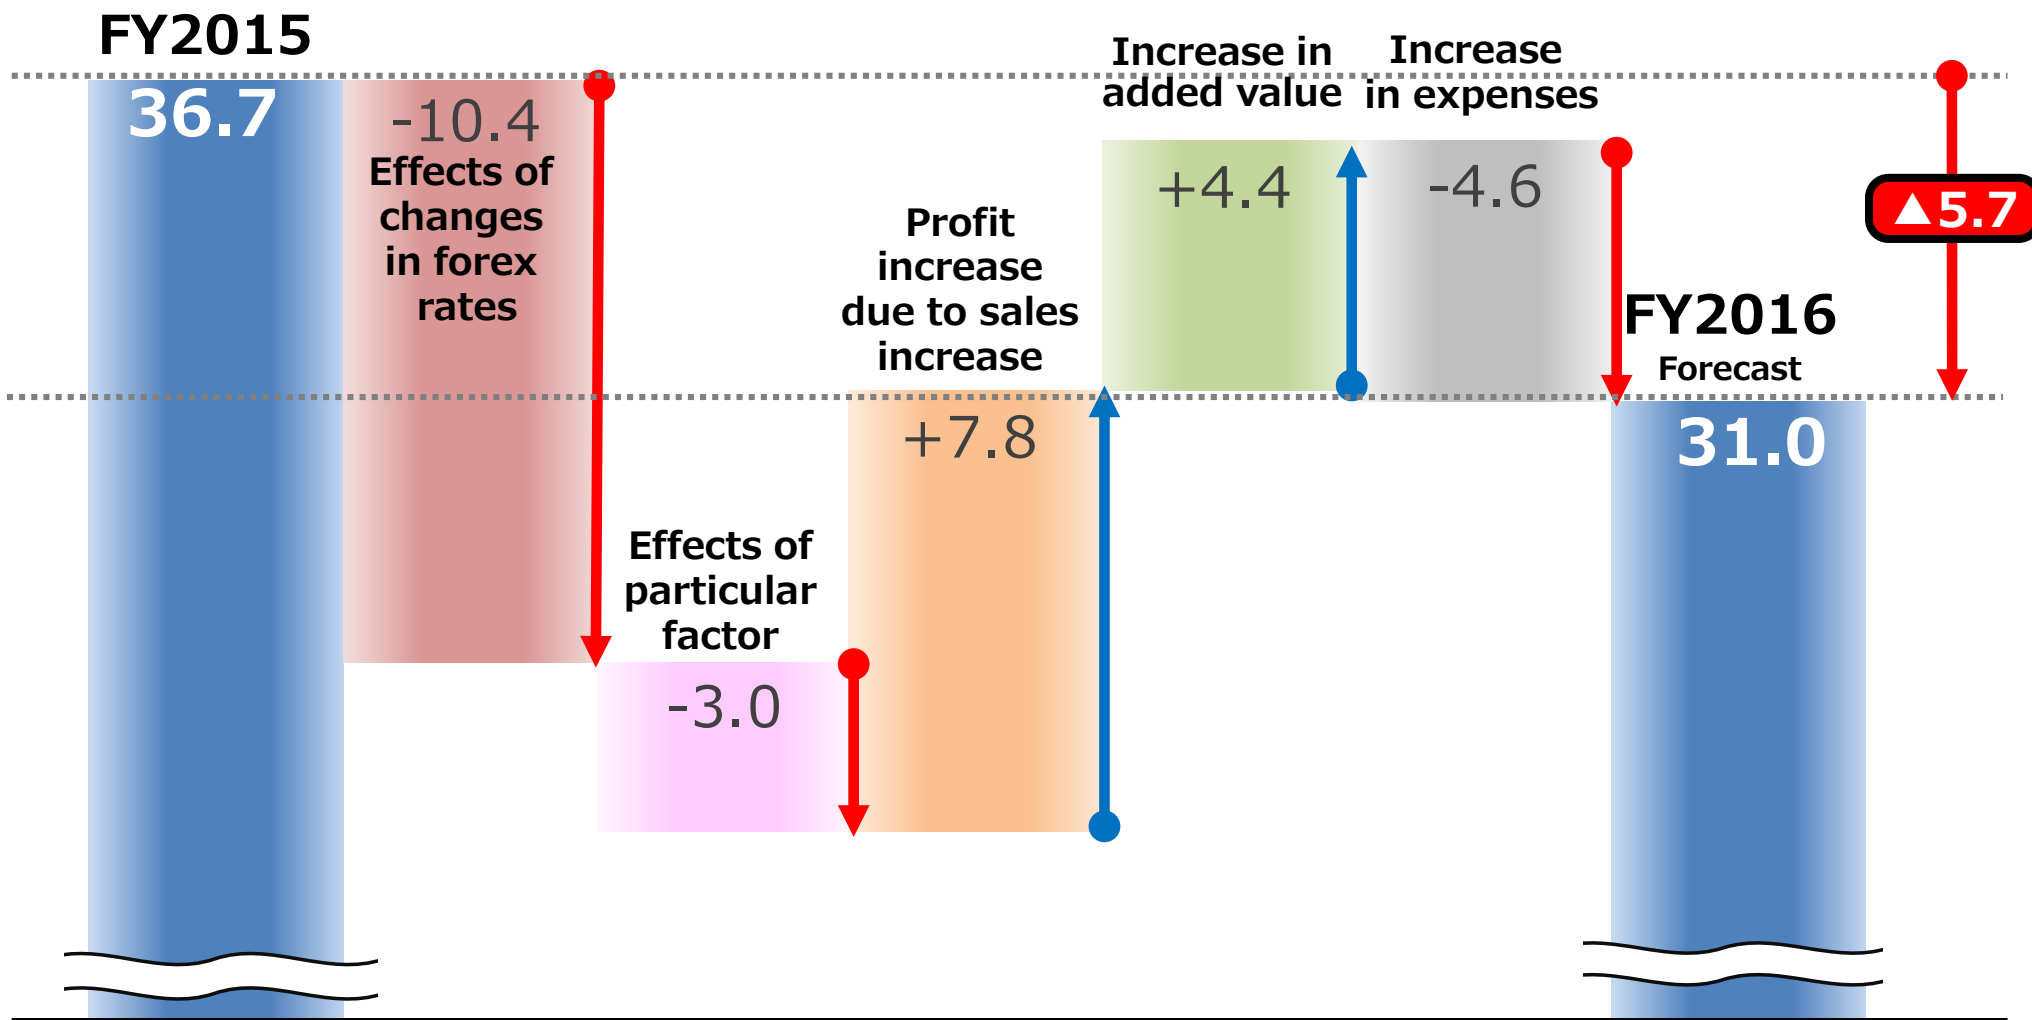 FY2015
36.7
-10.4
Effects of
changes
in forex
rates
Effects of
particular
factor
-3.0
Profit
increase
due to sales
increase
+7.8
Increase in
added value
+4.4
Increase
in expenses
-4.6
FY2016
Forecast
31.0
▲5.7